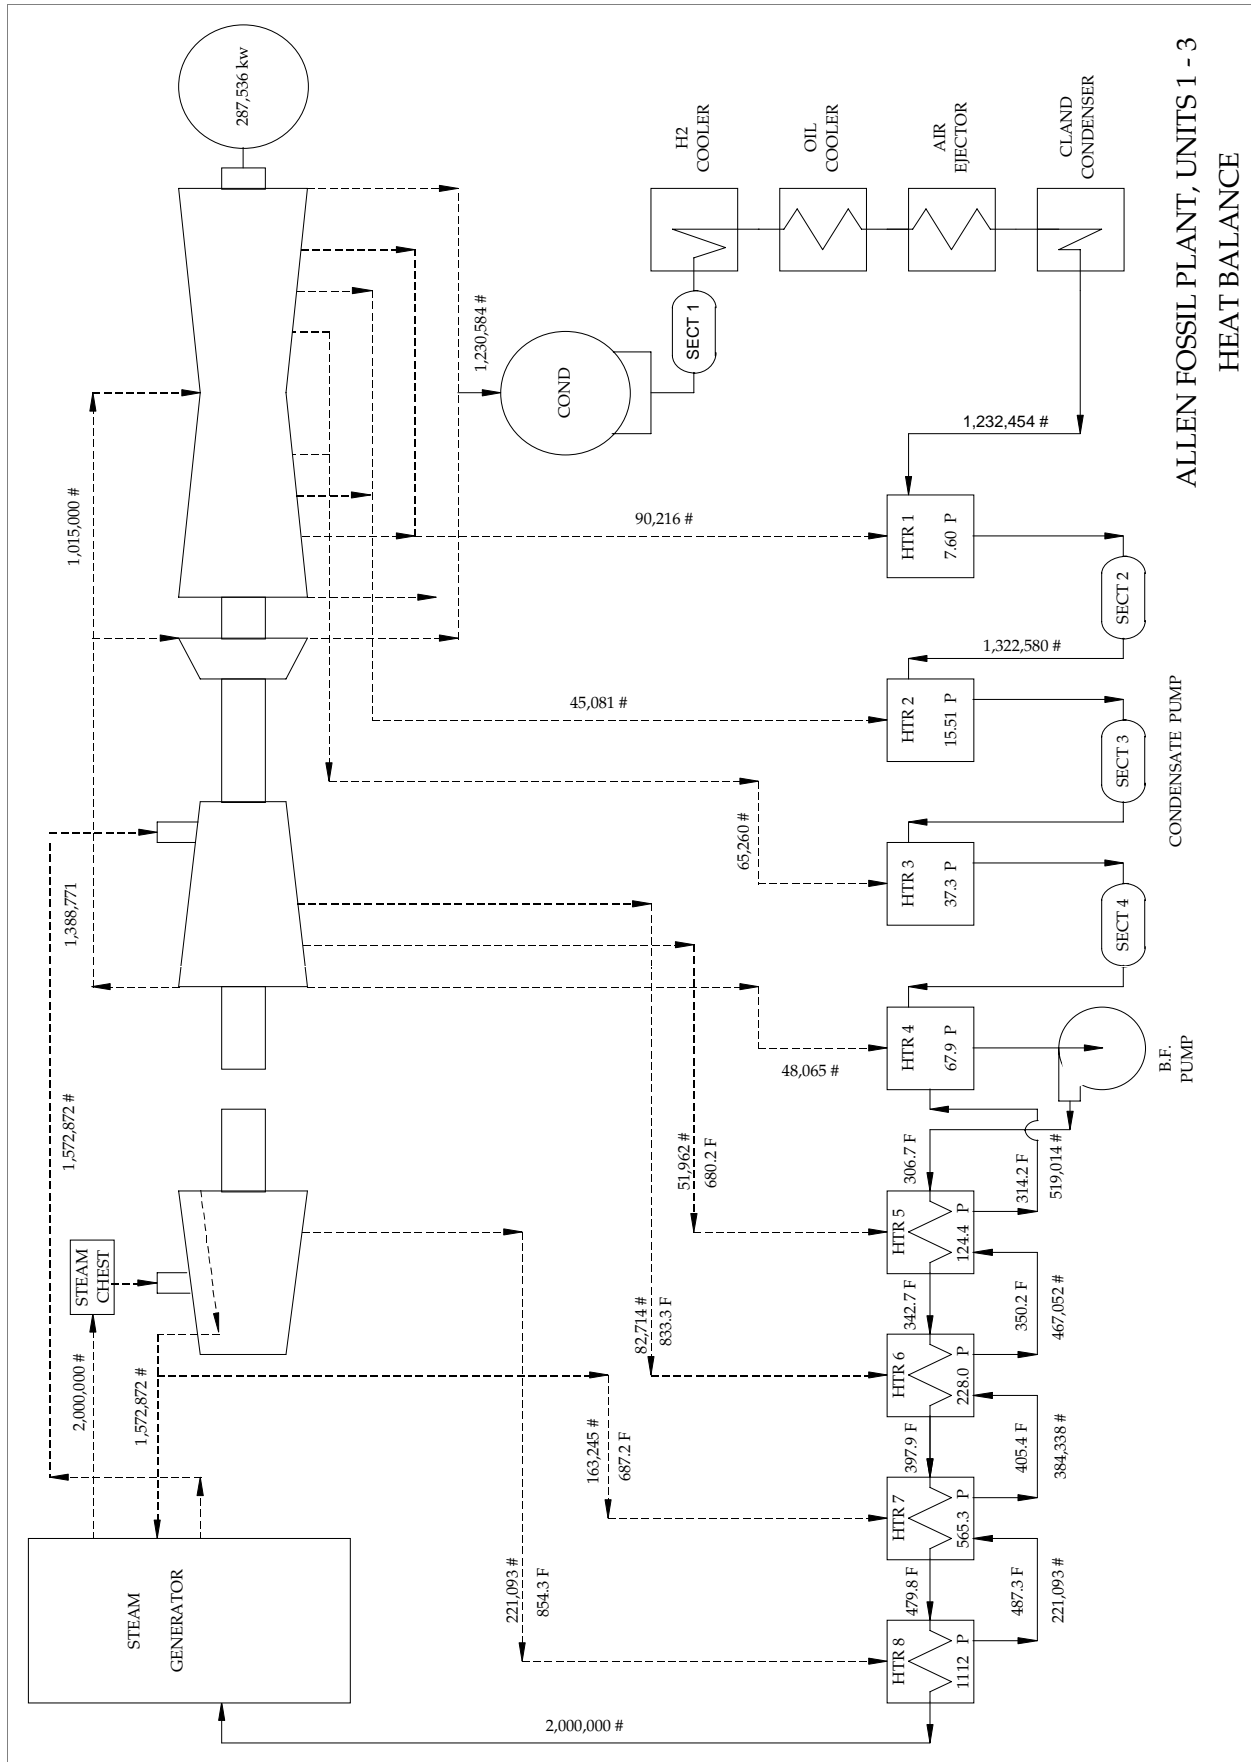 287,536 kw
1,015,000 #
1,388,771
1,572,872 #
STEAM
CHEST
2,000,000 #
1,572,872 #
STEAM
GENERATOR
1,230,584 #
COND
SECT 1
H2
COOLER
OIL
COOLER
AIR
EJECTOR
CLAND
CONDENSER
1,232,454 #
90,216 #
45,081 #
65,260 #
48,065 #
51,962 #
680.2 F
82,714 #
833.3 F
163,245 #
687.2 F
221,093 #
854.3 F
HTR 1
7.60 P
SECT 2
1,322,580 #
HTR 2
15.51 P
SECT 3
CONDENSATE PUMP
HTR 3
37.3 P
SECT 4
HTR 4
67.9 P
B.F.
PUMP
306.7 F
314.2 F
519,014 #
HTR 5
124.4 P
342.7 F
350.2 F
467,052 #
HTR 6
228.0 P
397.9 F
405.4 F
384,338 #
HTR 7
565.3 P
479.8 F
487.3 F
221,093 #
HTR 8
1112 P
2,000,000 #
ALLEN FOSSIL PLANT, UNITS 1 - 3
HEAT BALANCE